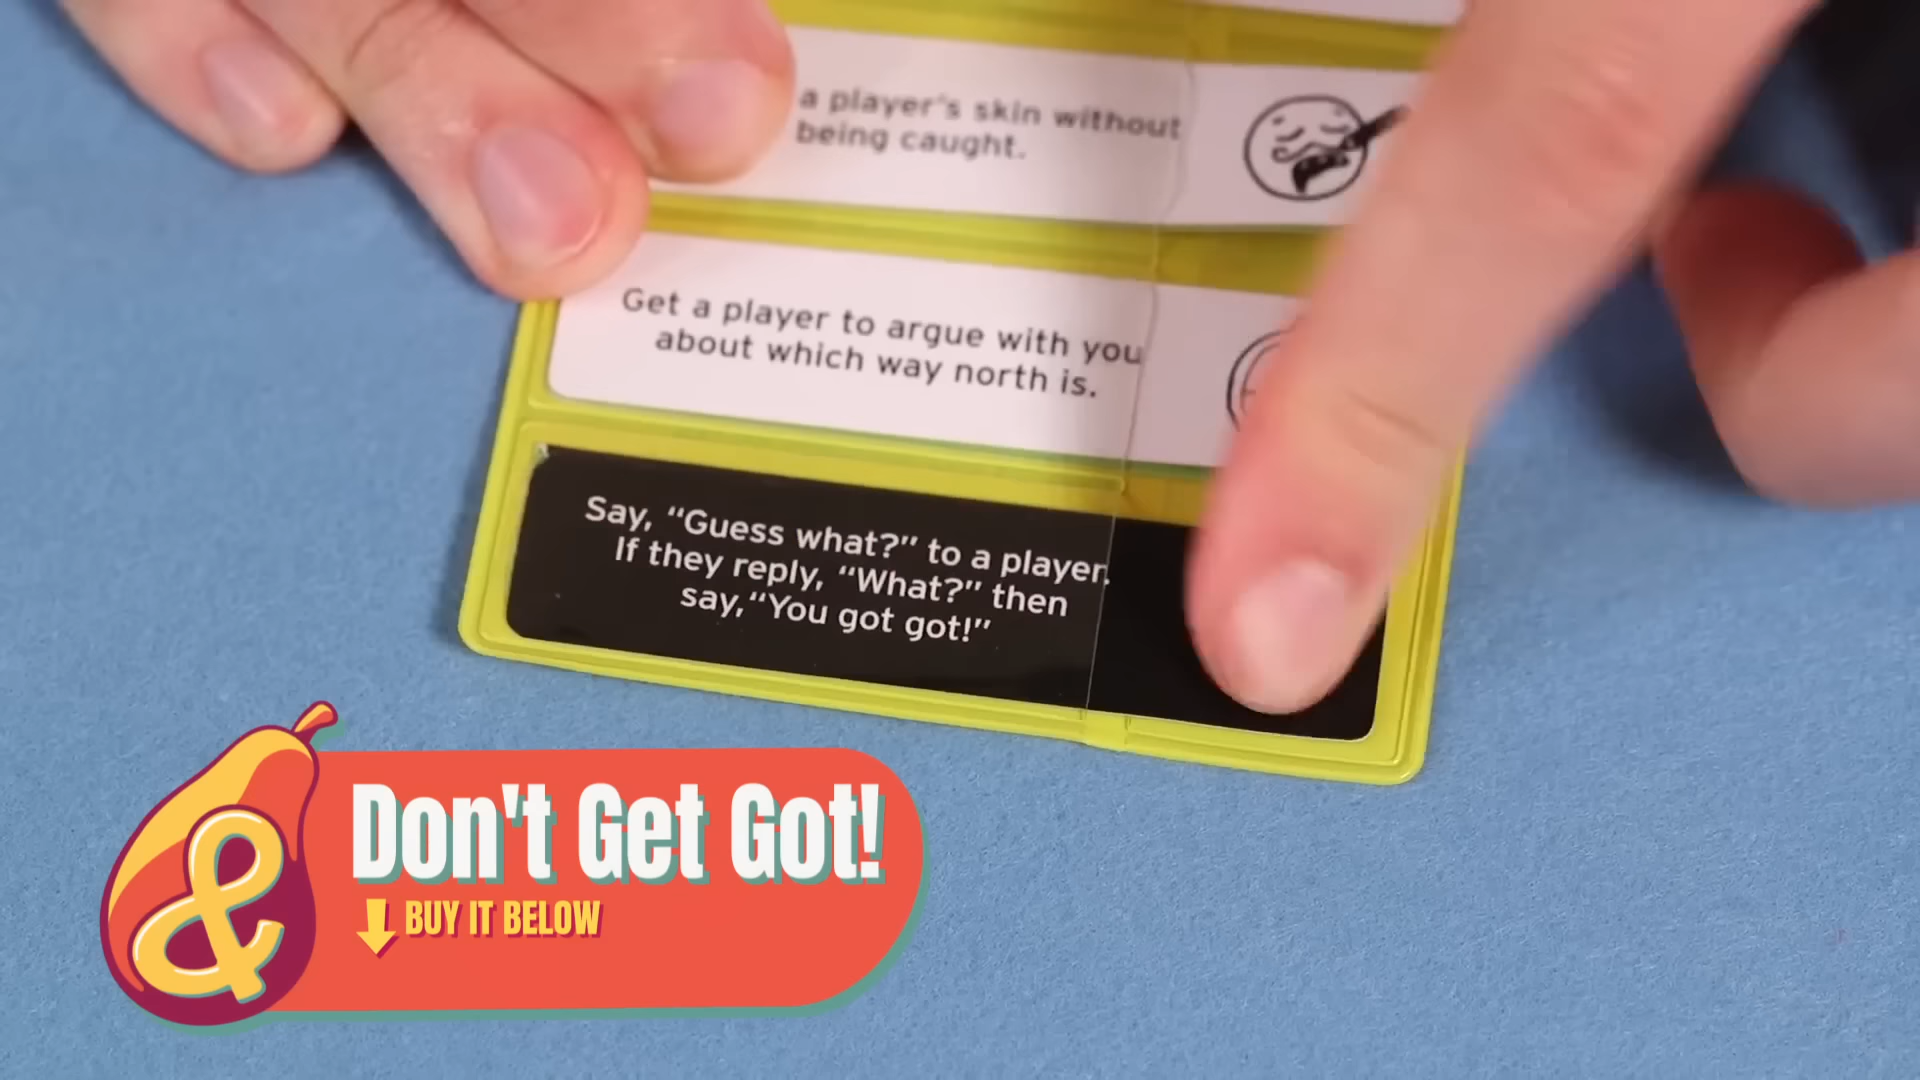 a player's skin without
being caught.
Get a player to argue with you
about which way north is.
Say, “Guess what?” to a player.
If they reply, “What?” then
say, “You got got!”
&
Don't Get Got!
BUY IT BELOW